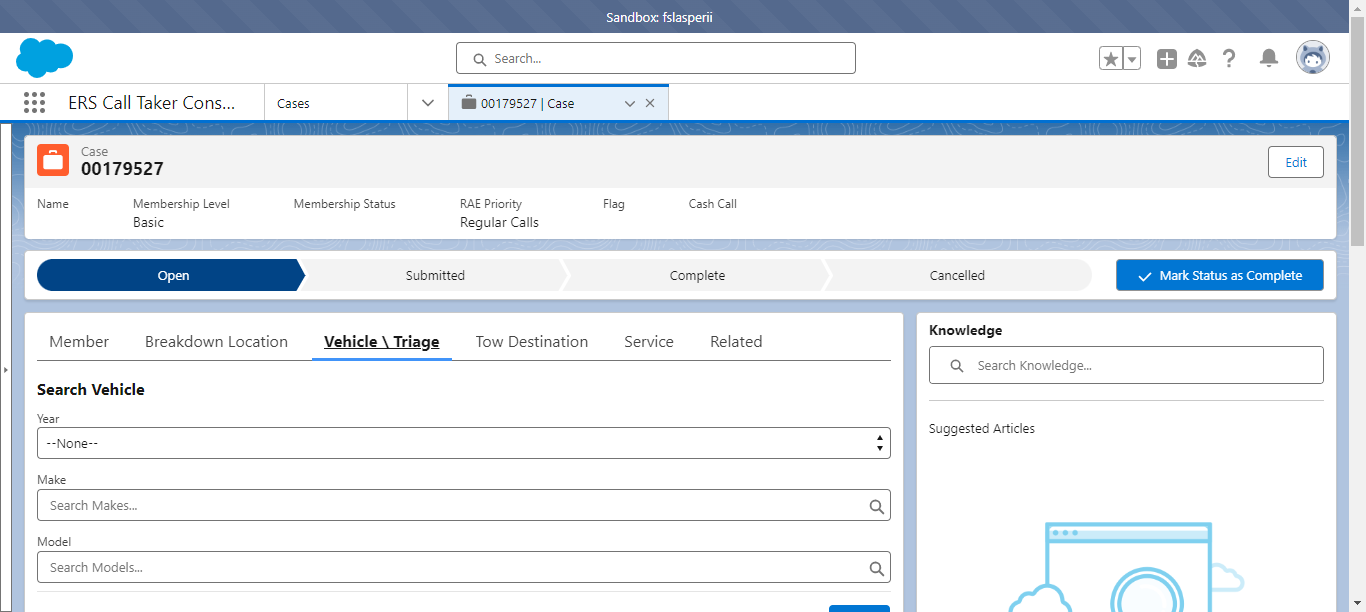 Sandbox: fslasperii
Search...
ERS Call Taker Cons...
Cases
00179527 | Case
Case
00179527
Edit
Name
Membership Level
Membership Status
RAE Priority
Flag
Cash Call
Basic
Regular Calls
Open
Submitted
Complete
Cancelled
Mark Status as Complete
Member
Breakdown Location
Vehicle \ Triage
Tow Destination
Service
Related
Search Vehicle
Year
--None--
Make
Search Makes...
Model
Search Models...
Knowledge
Search Knowledge...
Suggested Articles